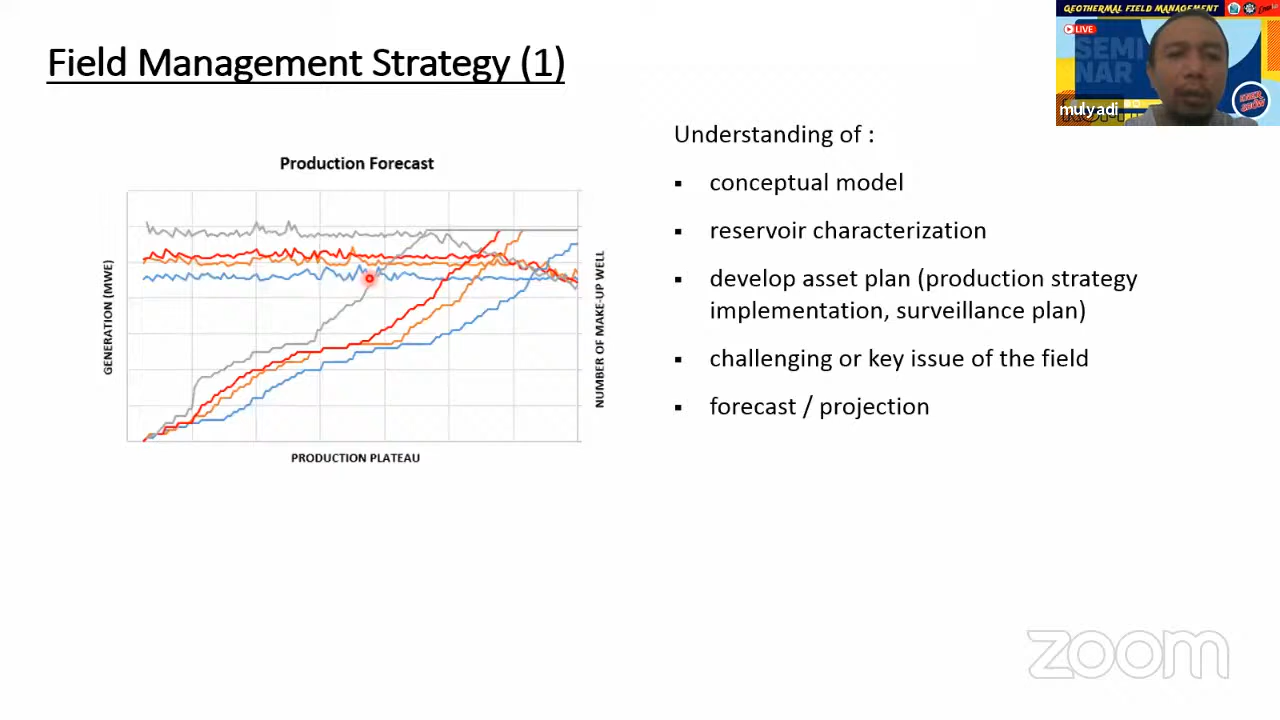 Field Management Strategy (1)
GEOTHERMAL FIELD MANAGEMENT
LIVE
SEMI
NAR
mulyadi
Understanding of :
▪ conceptual model
▪ reservoir characterization
▪ develop asset plan (production strategy
implementation, surveillance plan)
▪ challenging or key issue of the field
▪ forecast / projection
Production Forecast
GENERATION (MWE)
NUMBER OF MAKE-UP WELL
PRODUCTION PLATEAU
zoom